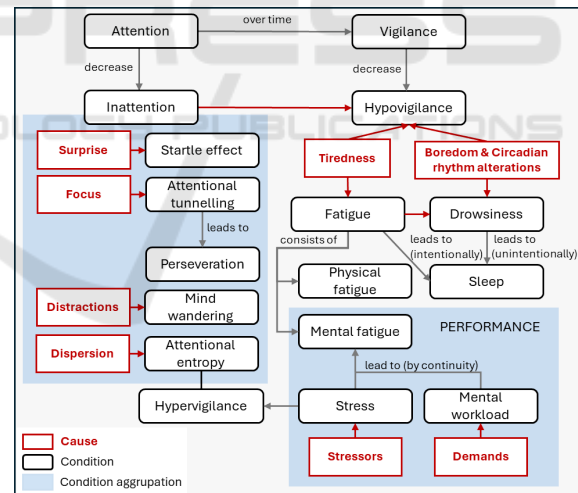 PRESS
OLOGY PUBLICATIONS
Attention
over time
Vigilance
decrease
decrease
Inattention
Hypovigilance
Surprise
Startle effect
Tiredness
Boredom & Circadian
rhythm alterations
Focus
Attentional
tunnelling
Fatigue
Drowsiness
leads to
consists of
leads to
(intentionally)
leads to
(unintentionally)
Perseveration
Physical
fatigue
Sleep
Distractions
Mind
wandering
Mental fatigue
PERFORMANCE
Dispersion
Attentional
entropy
lead to (by continuity)
Hypervigilance
Stress
Mental
workload
Cause
Condition
Condition aggrupation
Stressors
Demands